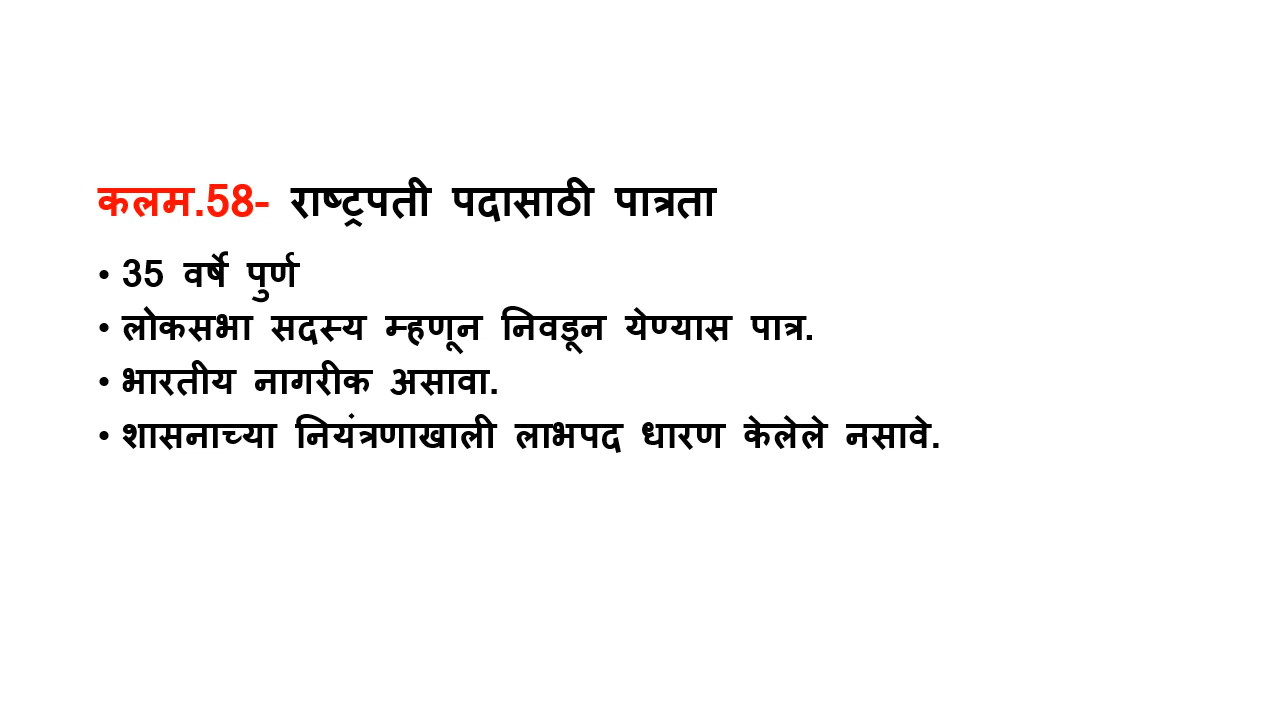 कलम.58- राष्ट्रपती पदासाठी पात्रता
• 35 वर्षे पुर्ण
• लोकसभा सदस्य म्हणून निवडून येण्यास पात्र.
• भारतीय नागरीक असावा.
• शासनाच्या नियंत्रणाखाली लाभपद धारण केलेले नसावे.